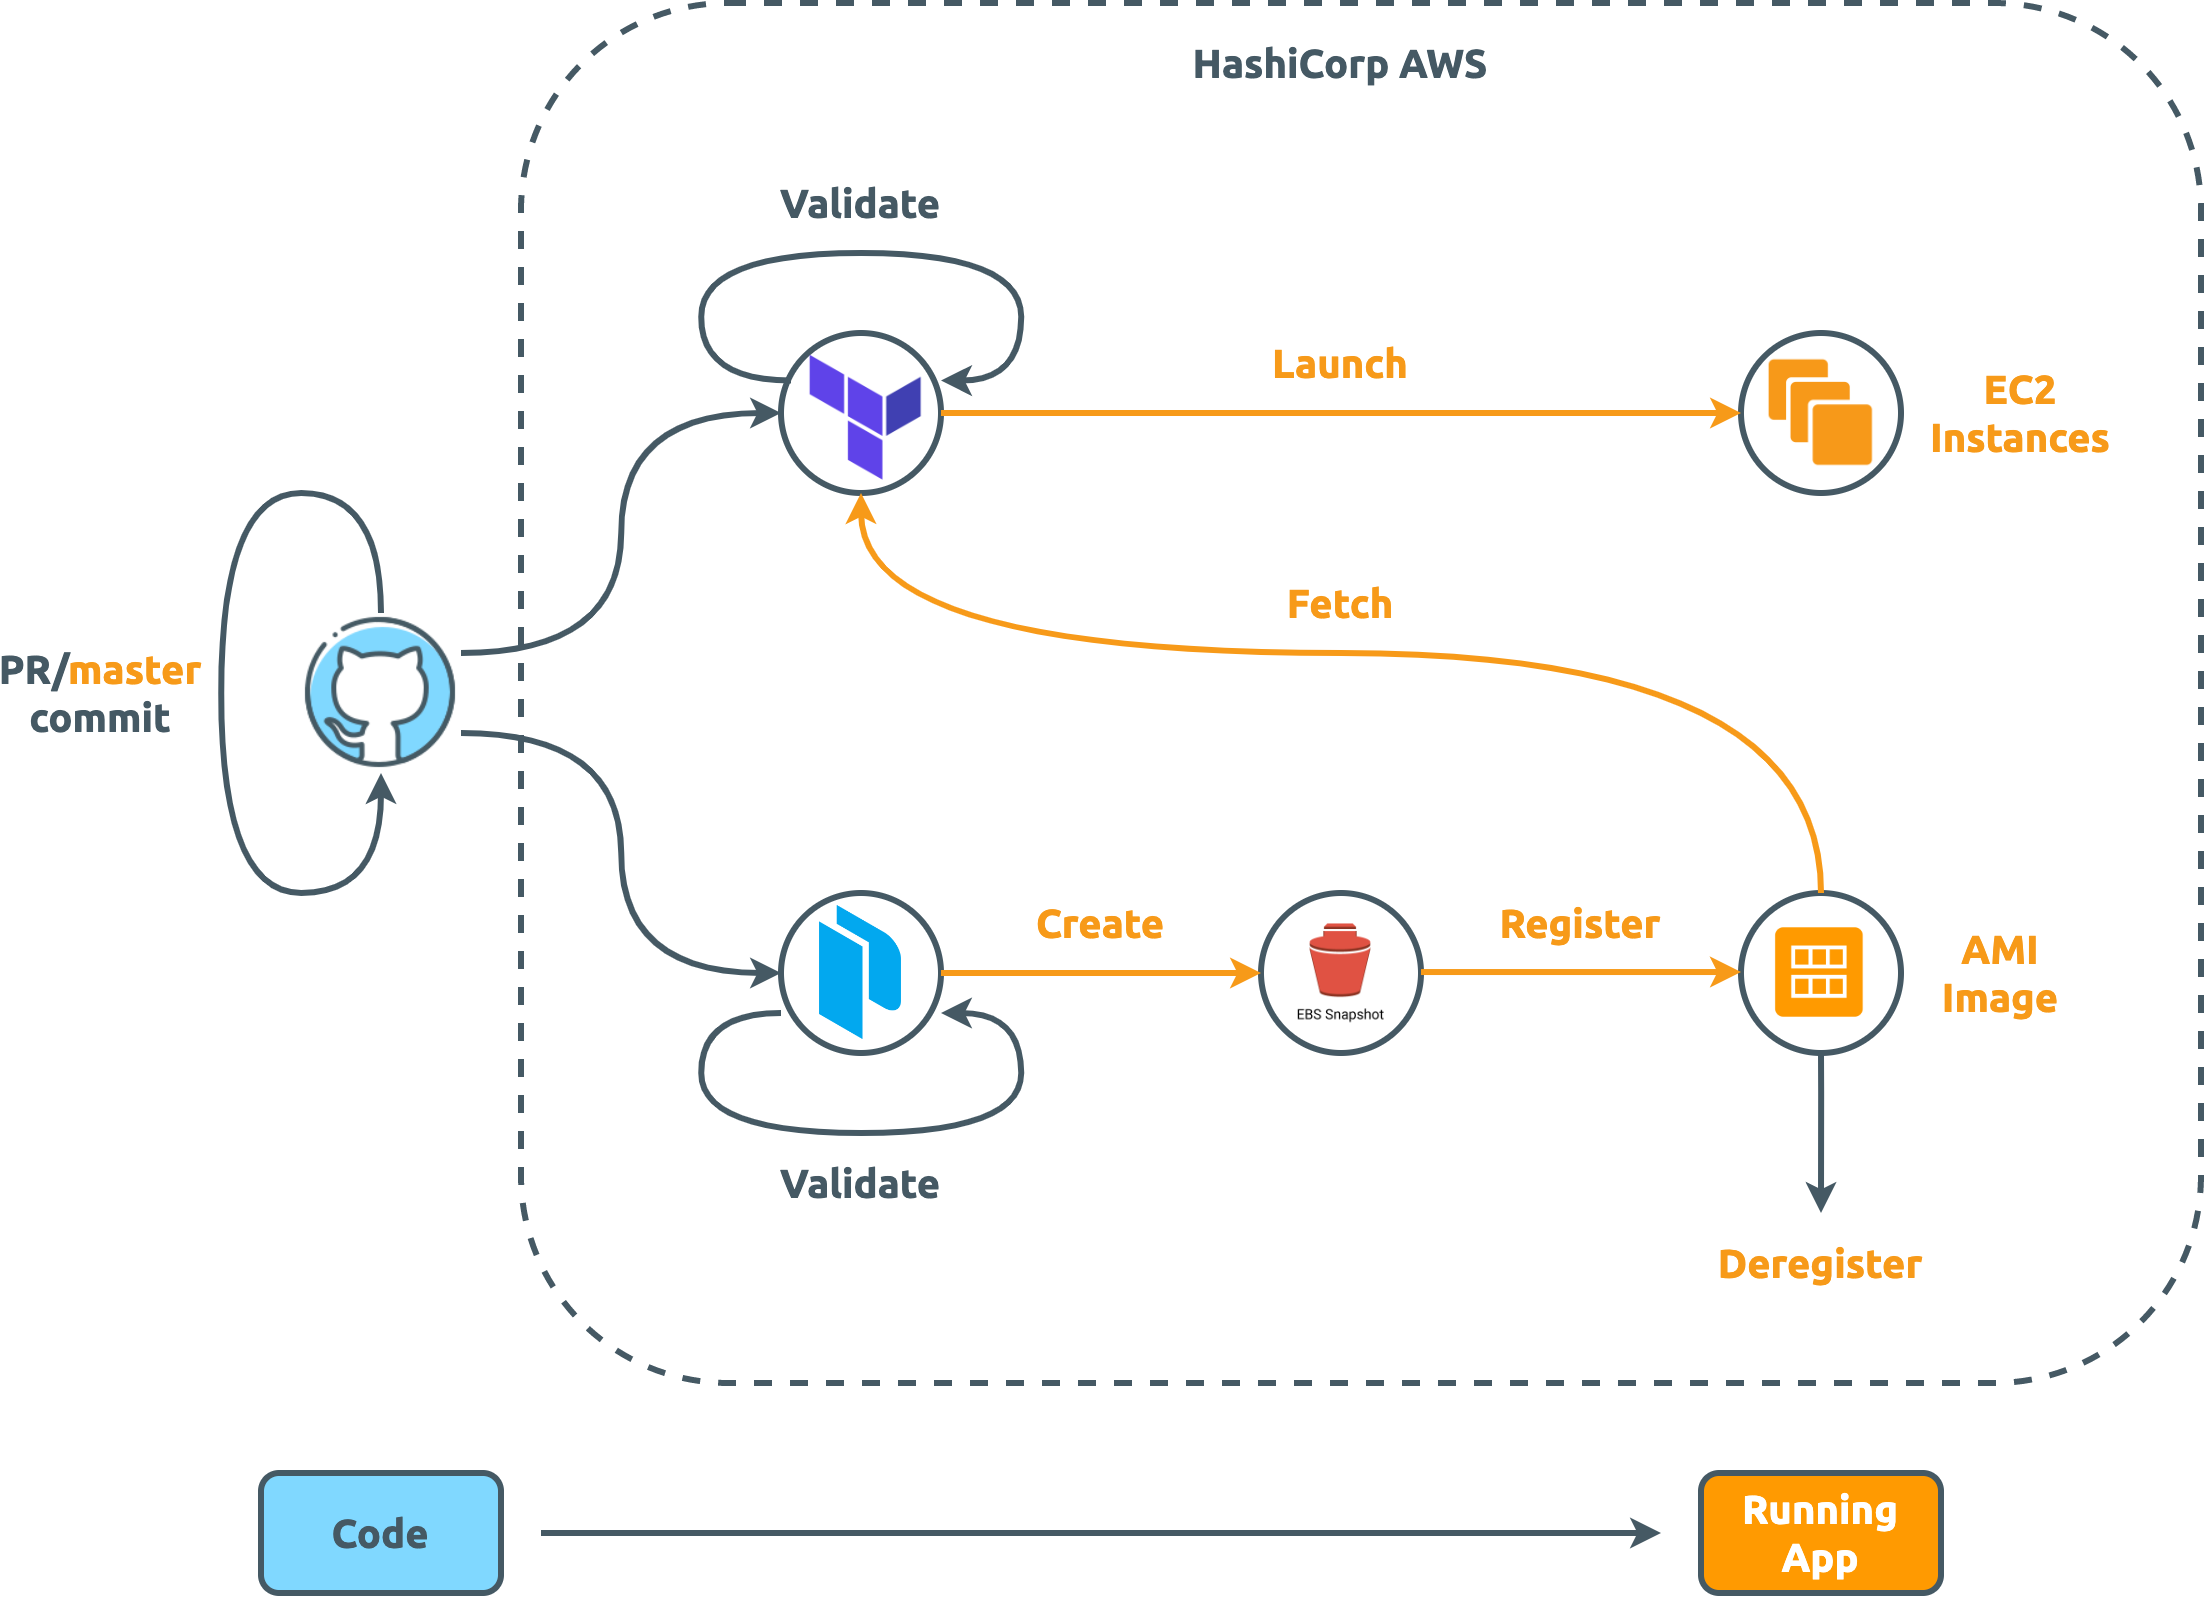 HashiCorp AWS
Validate
Launch
EC2
Instances
Fetch
PR/master
commit
Create
Register
EBS Snapshot
AMI
Image
Validate
Deregister
Code
Running
App